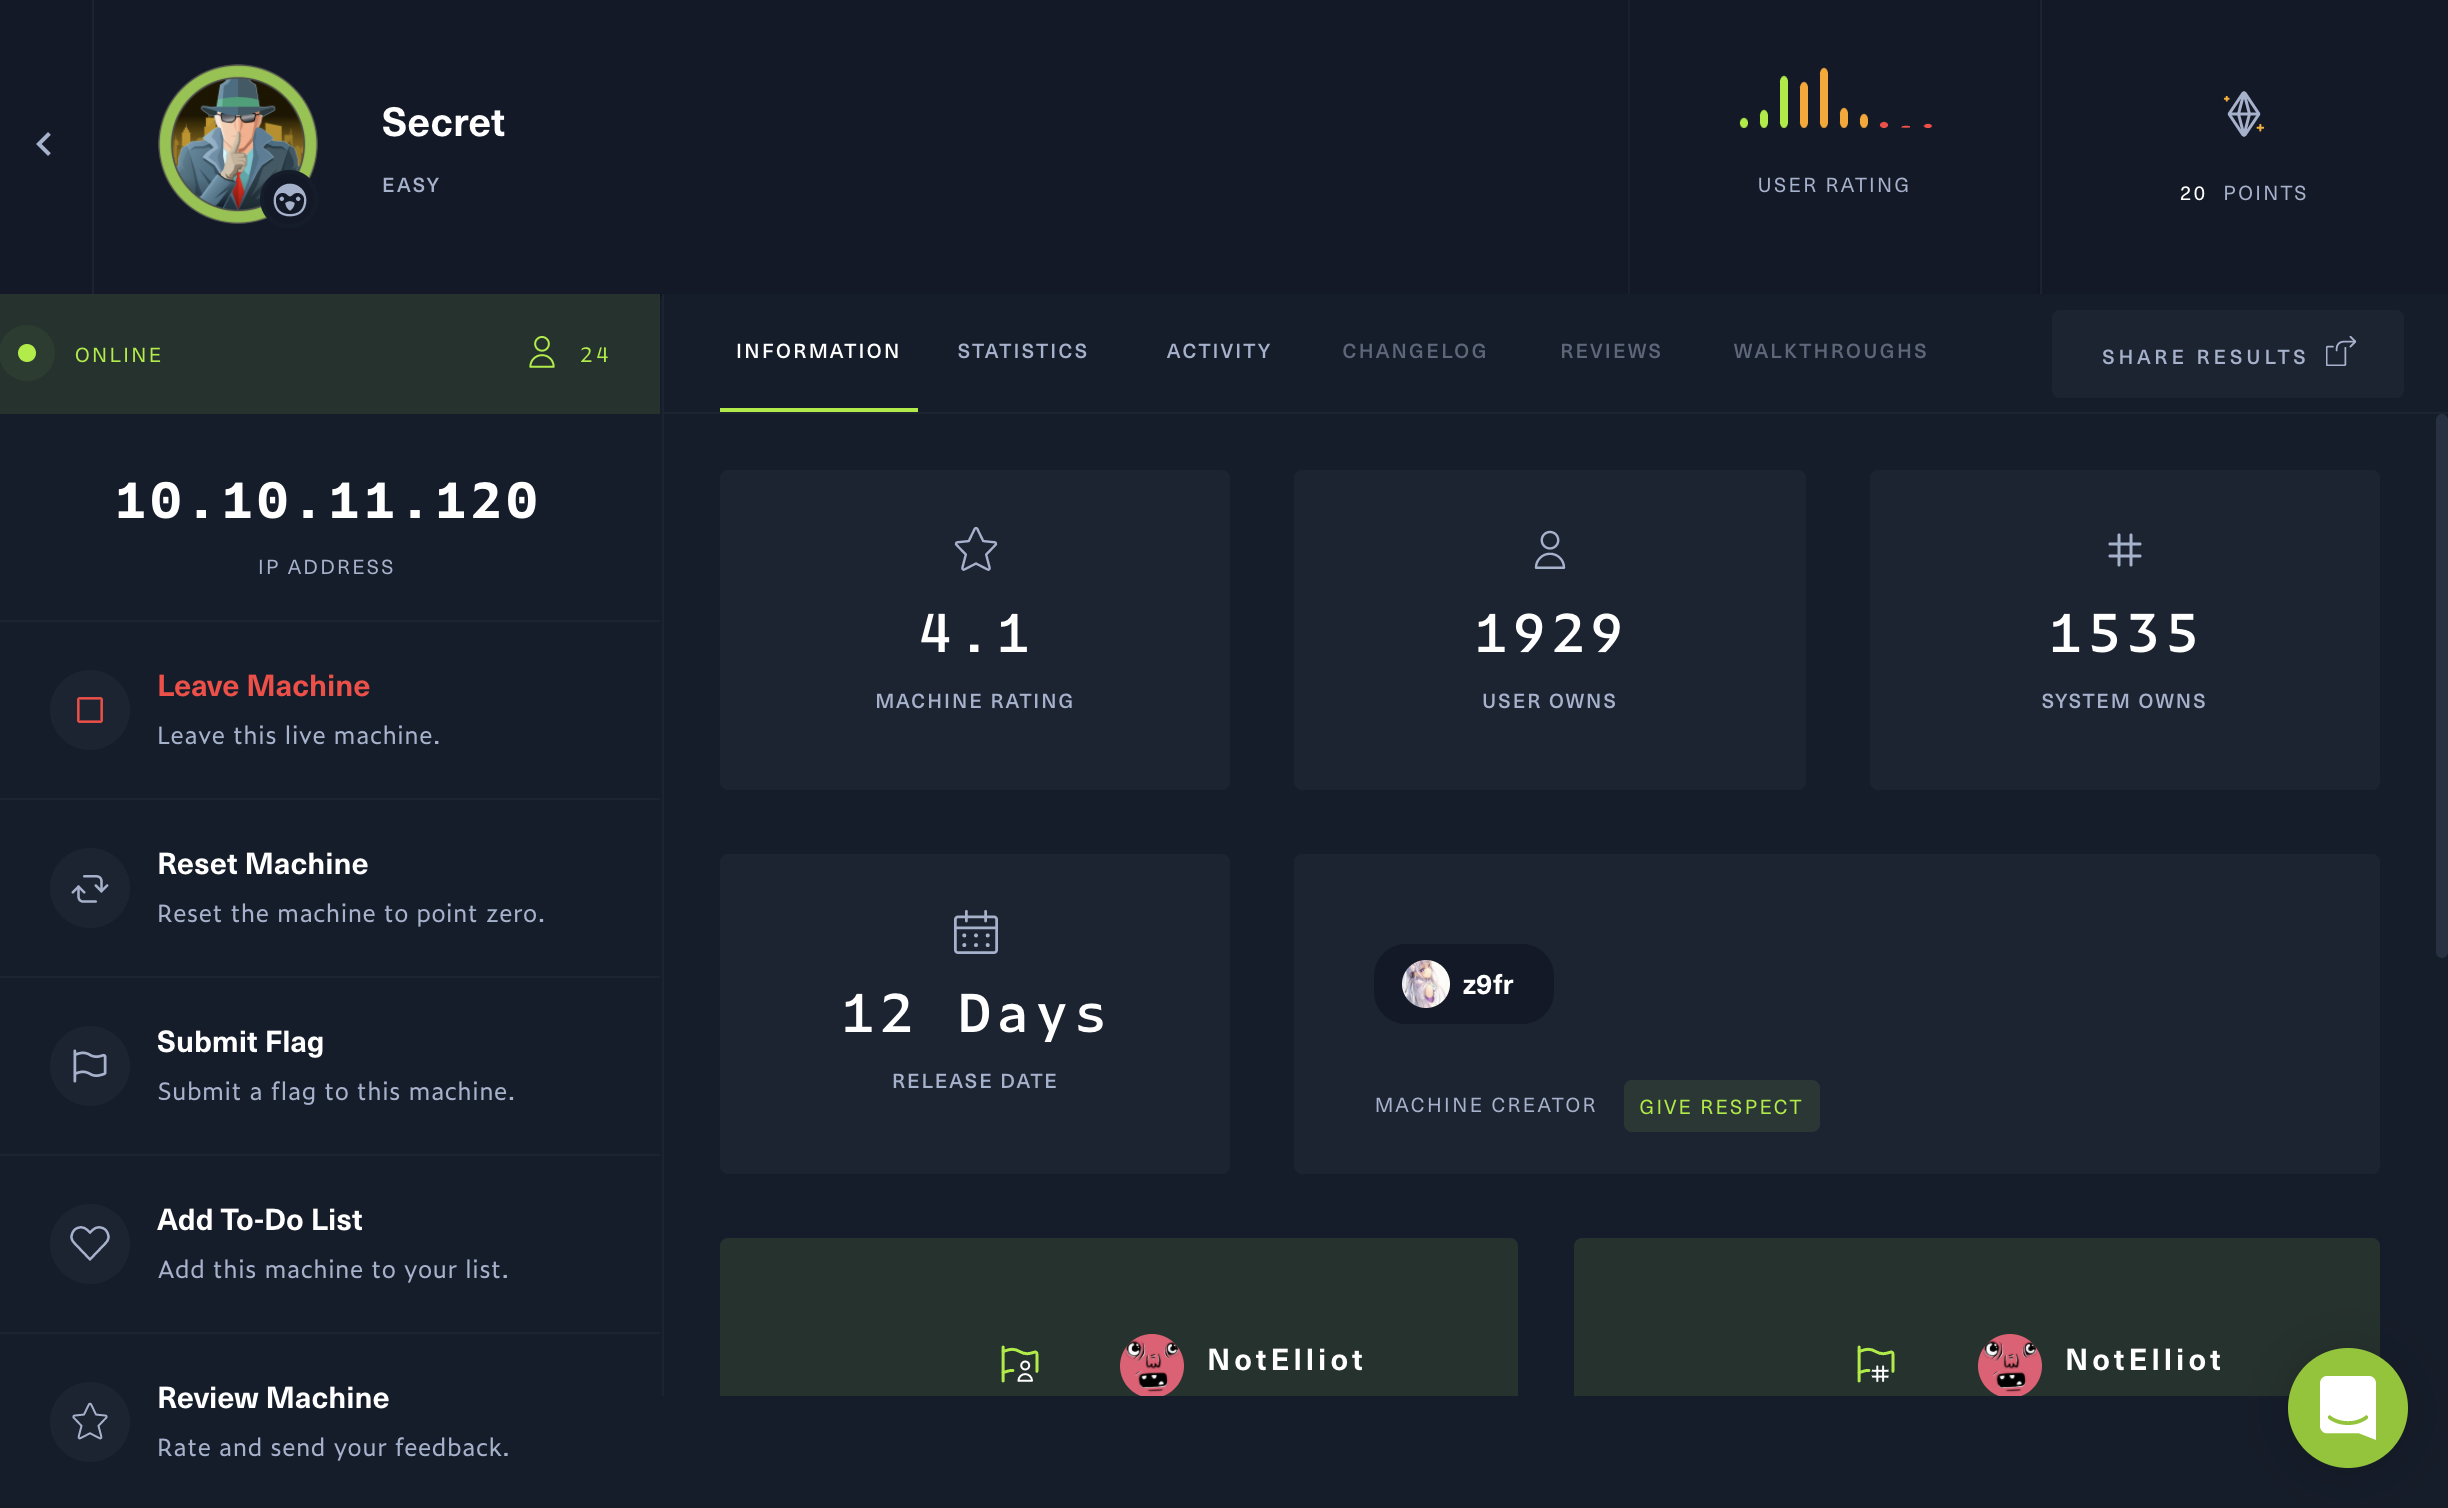 Secret
EASY
USER RATING
20 POINTS
ONLINE
24
INFORMATION
STATISTICS
ACTIVITY
CHANGELOG
REVIEWS
WALKTHROUGHS
SHARE RESULTS
10.10.11.120
IP ADDRESS
Leave Machine
Leave this live machine.
Reset Machine
Reset the machine to point zero.
Submit Flag
Submit a flag to this machine.
Add To-Do List
Add this machine to your list.
Review Machine
Rate and send your feedback.
4.1
MACHINE RATING
1929
USER OWNS
1535
SYSTEM OWNS
12 Days
RELEASE DATE
z9fr
MACHINE CREATOR
GIVE RESPECT
NotElliot
NotElliot